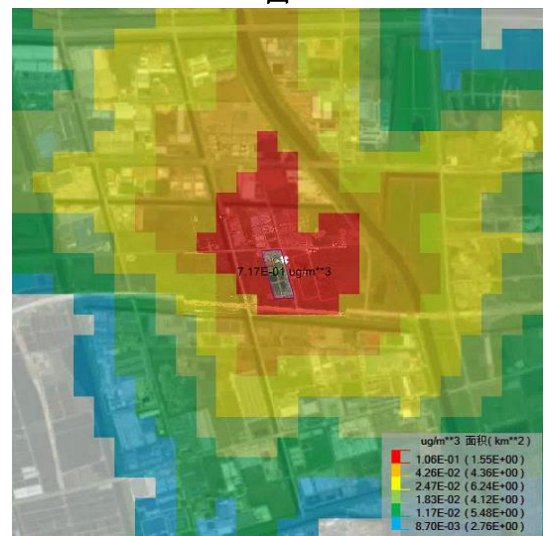 7.17E-01 ug/m**3
ug/m**3 面积( km**2)
1.06E-01 ( 1.55E+00)
4.26E-02 ( 4.36E+00)
2.47E-02 ( 6.24E+00)
1.83E-02 ( 4.12E+00)
1.17E-02 ( 5.48E+00)
8.70E-03 ( 2.76E+00)